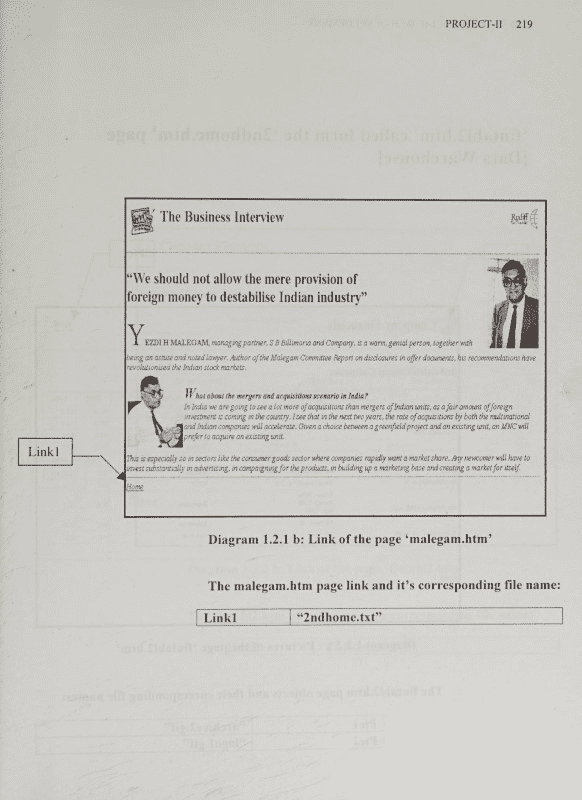 PROJECT-II 219
The Business Interview
Rediff
“We should not allow the mere provision of
foreign money to destabilise Indian industry”
YEZDI H MALEGAM, managing partner, S B Billimoria and Company, is a warm, genial person, together with
being an astute and noted lawyer. Author of the Malegam Committee Report on disclosures in offer documents, his recommendations have
revolutionised the Indian stock markets.
What about the mergers and acquisitions scenario in India?
In India we are going to see a lot more of acquisitions than mergers of Indian units, as a fair amount of foreign
investment is coming in the country. I see that in the next two years, the rate of acquisitions by both the multinational
and Indian companies will accelerate. Given a choice between a greenfield project and an existing unit, an MNC will
prefer to acquire an existing unit.
Link1
This is especially so in sectors like the consumer goods sector where companies rapidly want a market share. Any newcomer will have to
invest substantially in advertising, in campaigning for the products, in building up a marketing base and creating a market for itself.
Home
Diagram 1.2.1 b: Link of the page ‘malegam.htm’
The malegam.htm page link and it’s corresponding file name:
Link1 “2ndhome.txt”